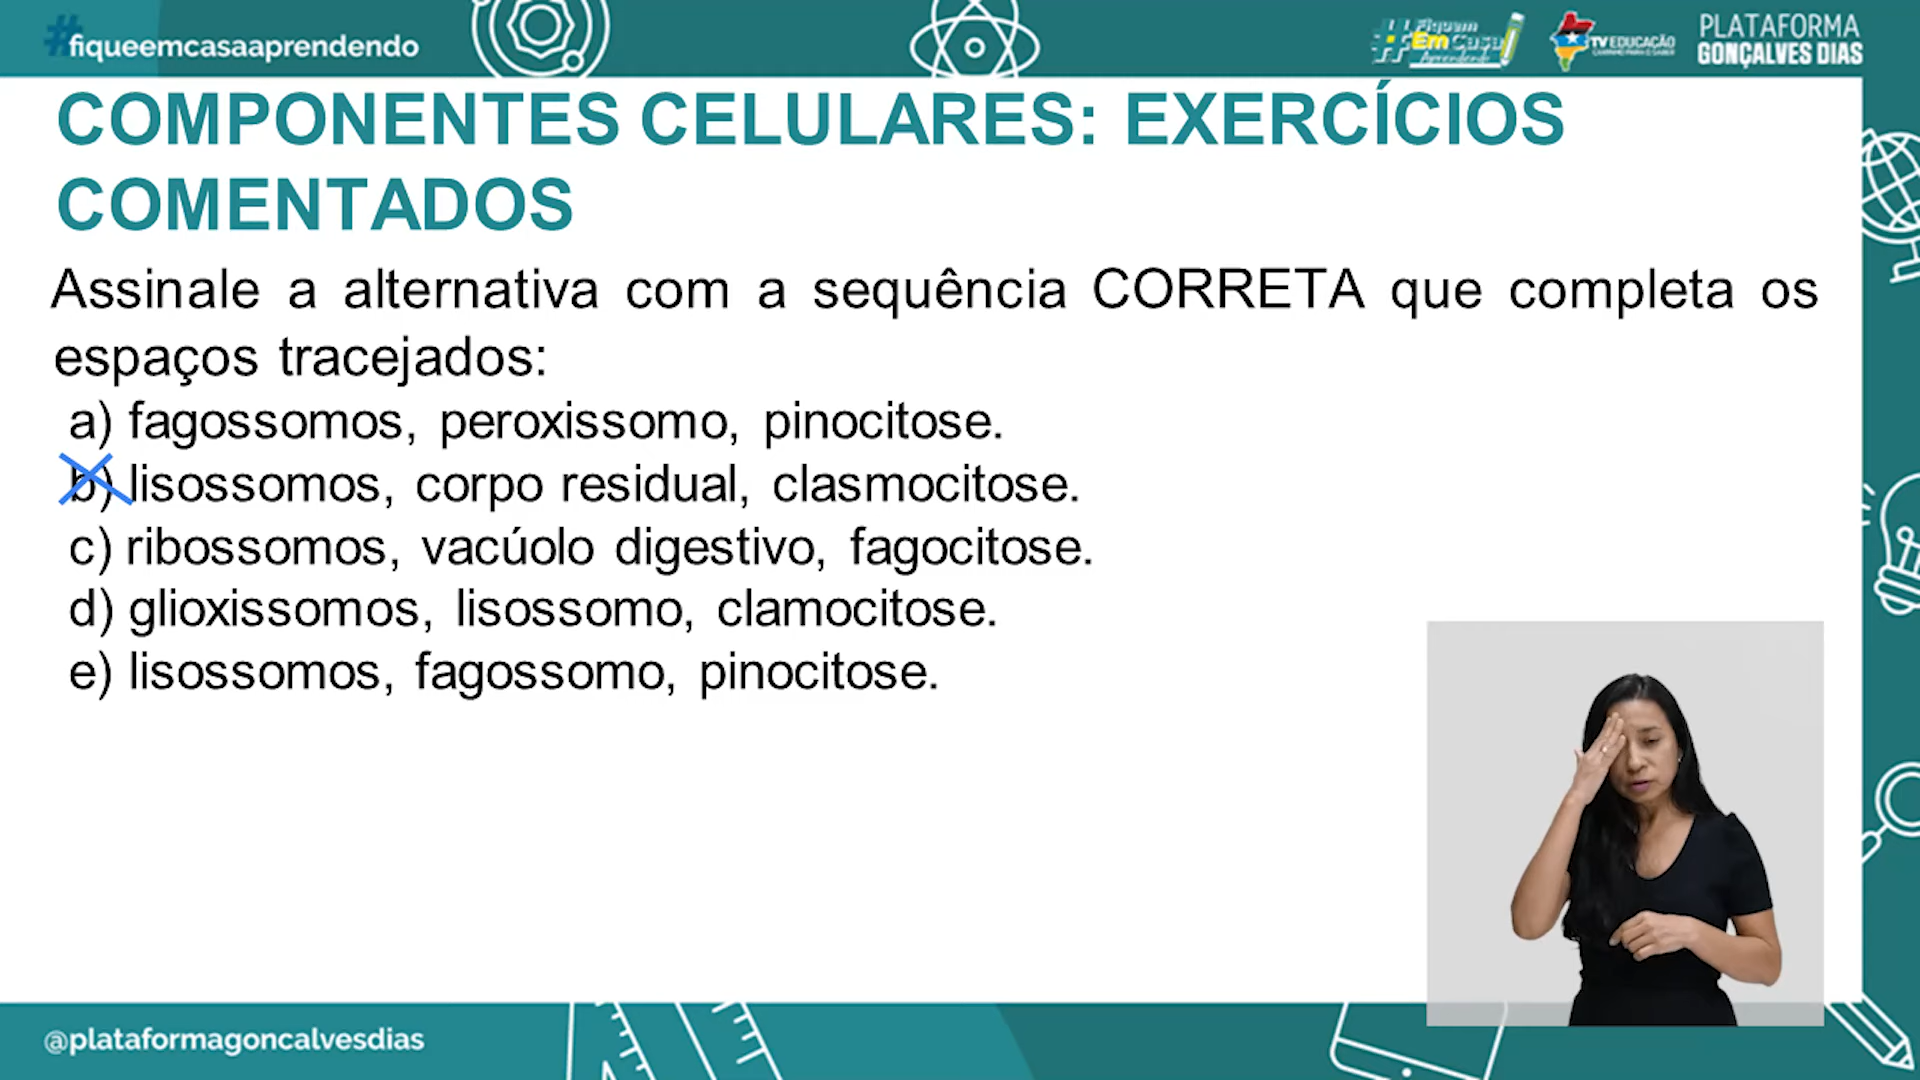 #fiqueemcasaaprendendo
#Fiquem
Em Casa
Aprendendo
TV EDUCAÇÃO
PLATAFORMA
GONÇALVES DIAS
COMPONENTES CELULARES: EXERCÍCIOS
COMENTADOS
Assinale a alternativa com a sequência CORRETA que completa os
espaços tracejados:
a) fagossomos, peroxissomo, pinocitose.
b) lisossomos, corpo residual, clasmocitose.
c) ribossomos, vacúolo digestivo, fagocitose.
d) glioxissomos, lisossomo, clamocitose.
e) lisossomos, fagossomo, pinocitose.
@plataformagoncalvesdias